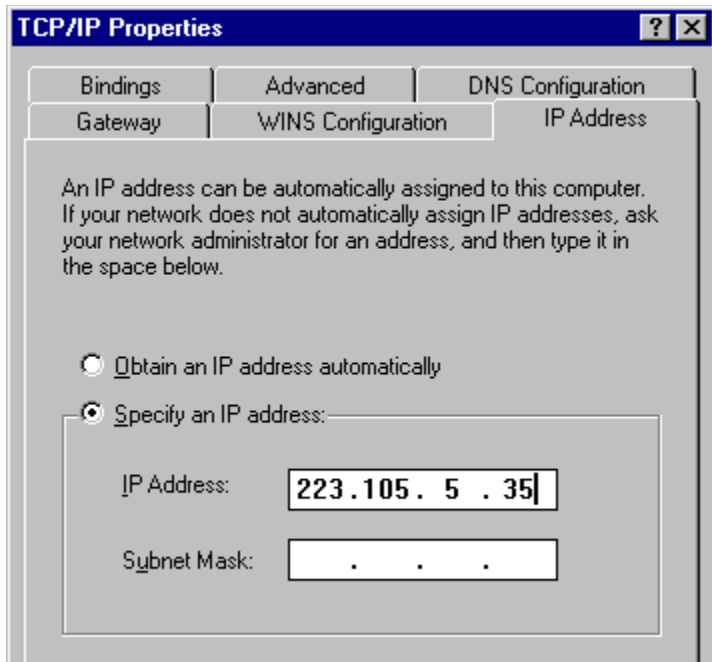 TCP/IP Properties
Bindings Advanced DNS Configuration
Gateway WINS Configuration IP Address
An IP address can be automatically assigned to this computer.
If your network does not automatically assign IP addresses, ask
your network administrator for an address, and then type it in
the space below.
Obtain an IP address automatically
Specify an IP address:
IP Address: 223.105. 5 .35
Subnet Mask: . . .